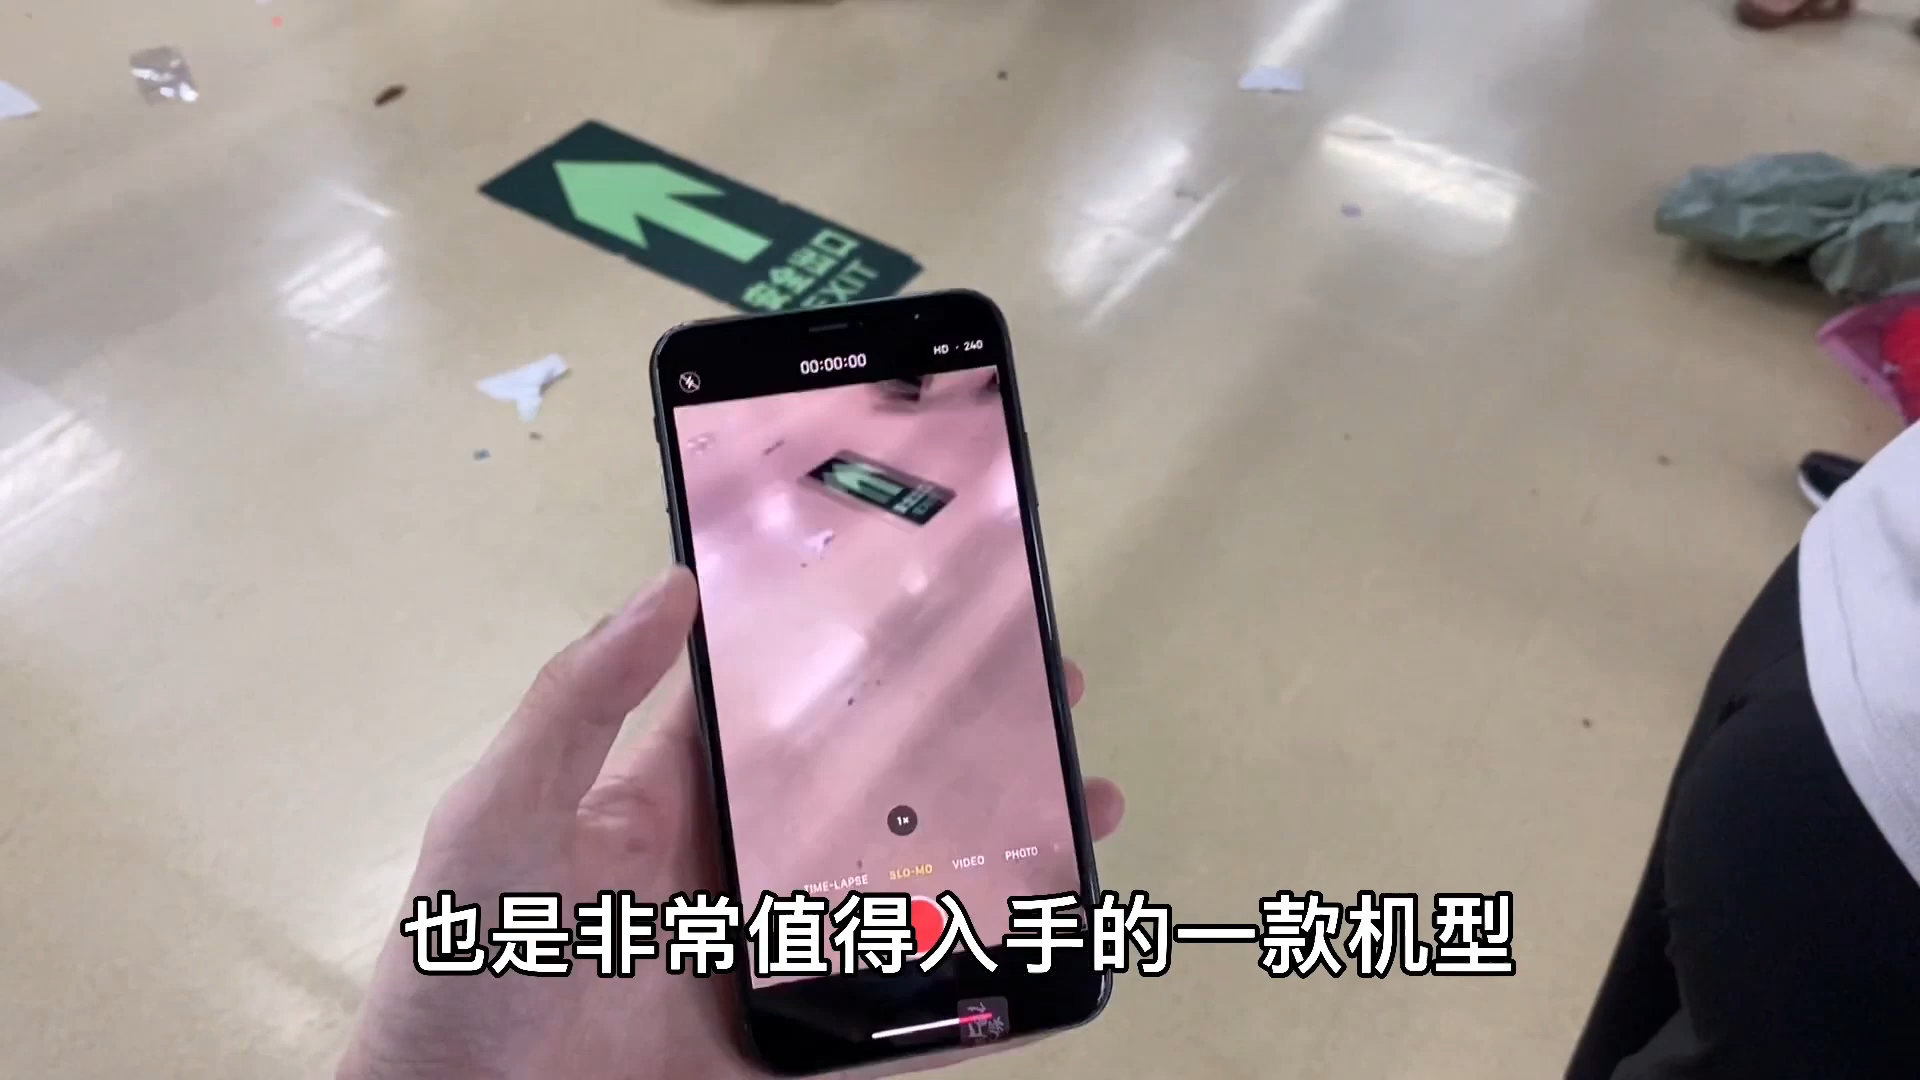 安全出口
EXIT
HD · 240
00:00:00
1×
TIME-LAPSE SLO-MO VIDEO PHOTO
也是非常值得入手的一款机型